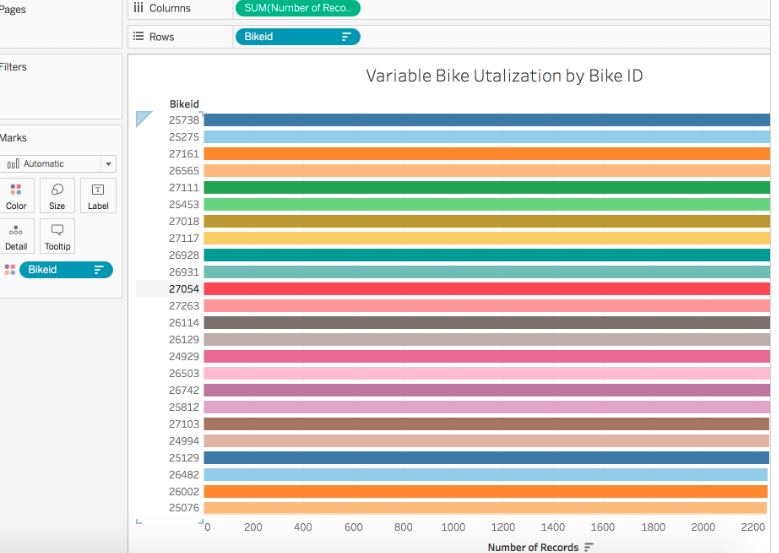 Pages
Columns
SUM(Number of Reco..
Rows
Bikeid
Filters
Variable Bike Utalization by Bike ID
Bikeid
Marks
Automatic
Color
Size
Label
Detail
Tooltip
Bikeid
25738
25275
27161
26565
27111
25453
27018
27117
26928
26931
27054
27263
26114
26129
24929
26503
26742
25812
27103
24994
25129
26482
26002
25076
0 200 400 600 800 1000 1200 1400 1600 1800 2000 2200
Number of Records